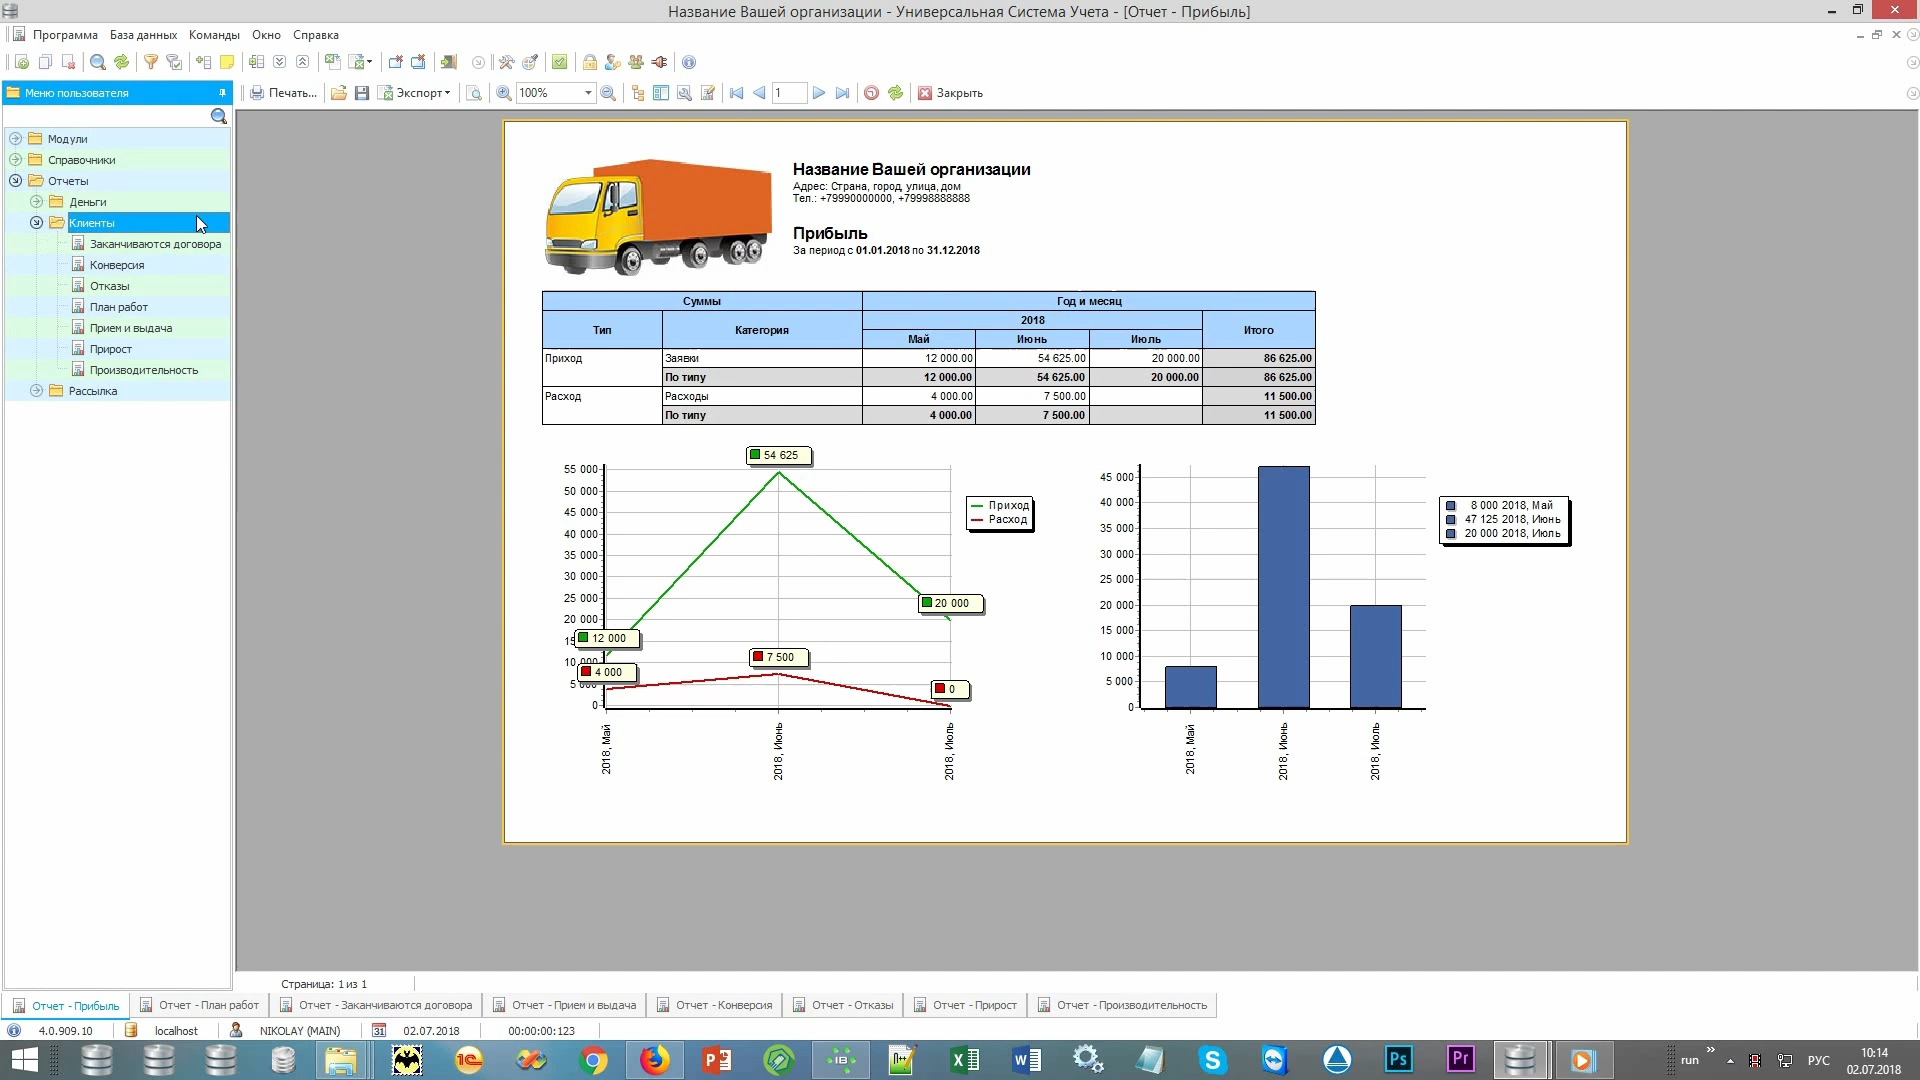 Название Вашей организации - Универсальная Система Учета - [Отчет - Прибыль]
Программа База данных Команды Окно Справка
Меню пользователя
Печать... Экспорт 100% 1 Закрыть
Модули
Справочники
Отчеты
Деньги
Клиенты
Заканчиваются договора
Конверсия
Отказы
План работ
Прием и выдача
Прирост
Производительность
Рассылка
Название Вашей организации
Адрес: Страна, город, улица, дом
Тел.: +79990000000, +79998888888
Прибыль
За период с 01.01.2018 по 31.12.2018
Суммы Год и месяц
Тип Категория 2018 Итого
Май Июнь Июль
Приход Заявки 12 000.00 54 625.00 20 000.00 86 625.00
По типу 12 000.00 54 625.00 20 000.00 86 625.00
Расход Расходы 4 000.00 7 500.00 11 500.00
По типу 4 000.00 7 500.00 11 500.00
54 625
55 000
50 000
45 000
40 000
35 000
30 000
25 000
20 000
15
10 000
5 000
0
12 000
4 000
7 500
20 000
0
Приход
Расход
2018, Май
2018, Июнь
2018, Июль
45 000
40 000
35 000
30 000
25 000
20 000
15 000
10 000
5 000
0
8 000 2018, Май
47 125 2018, Июнь
20 000 2018, Июль
2018, Май
2018, Июнь
2018, Июль
Страница: 1 из 1
Отчет - Прибыль Отчет - План работ Отчет - Заканчиваются договора Отчет - Прием и выдача Отчет - Конверсия Отчет - Отказы Отчет - Прирост Отчет - Производительность
4.0.909.10 localhost NIKOLAY (MAIN) 31 02.07.2018 00:00:00:123
1С P IB n++ X W S Ps Pr run » РУС 10:14
02.07.2018